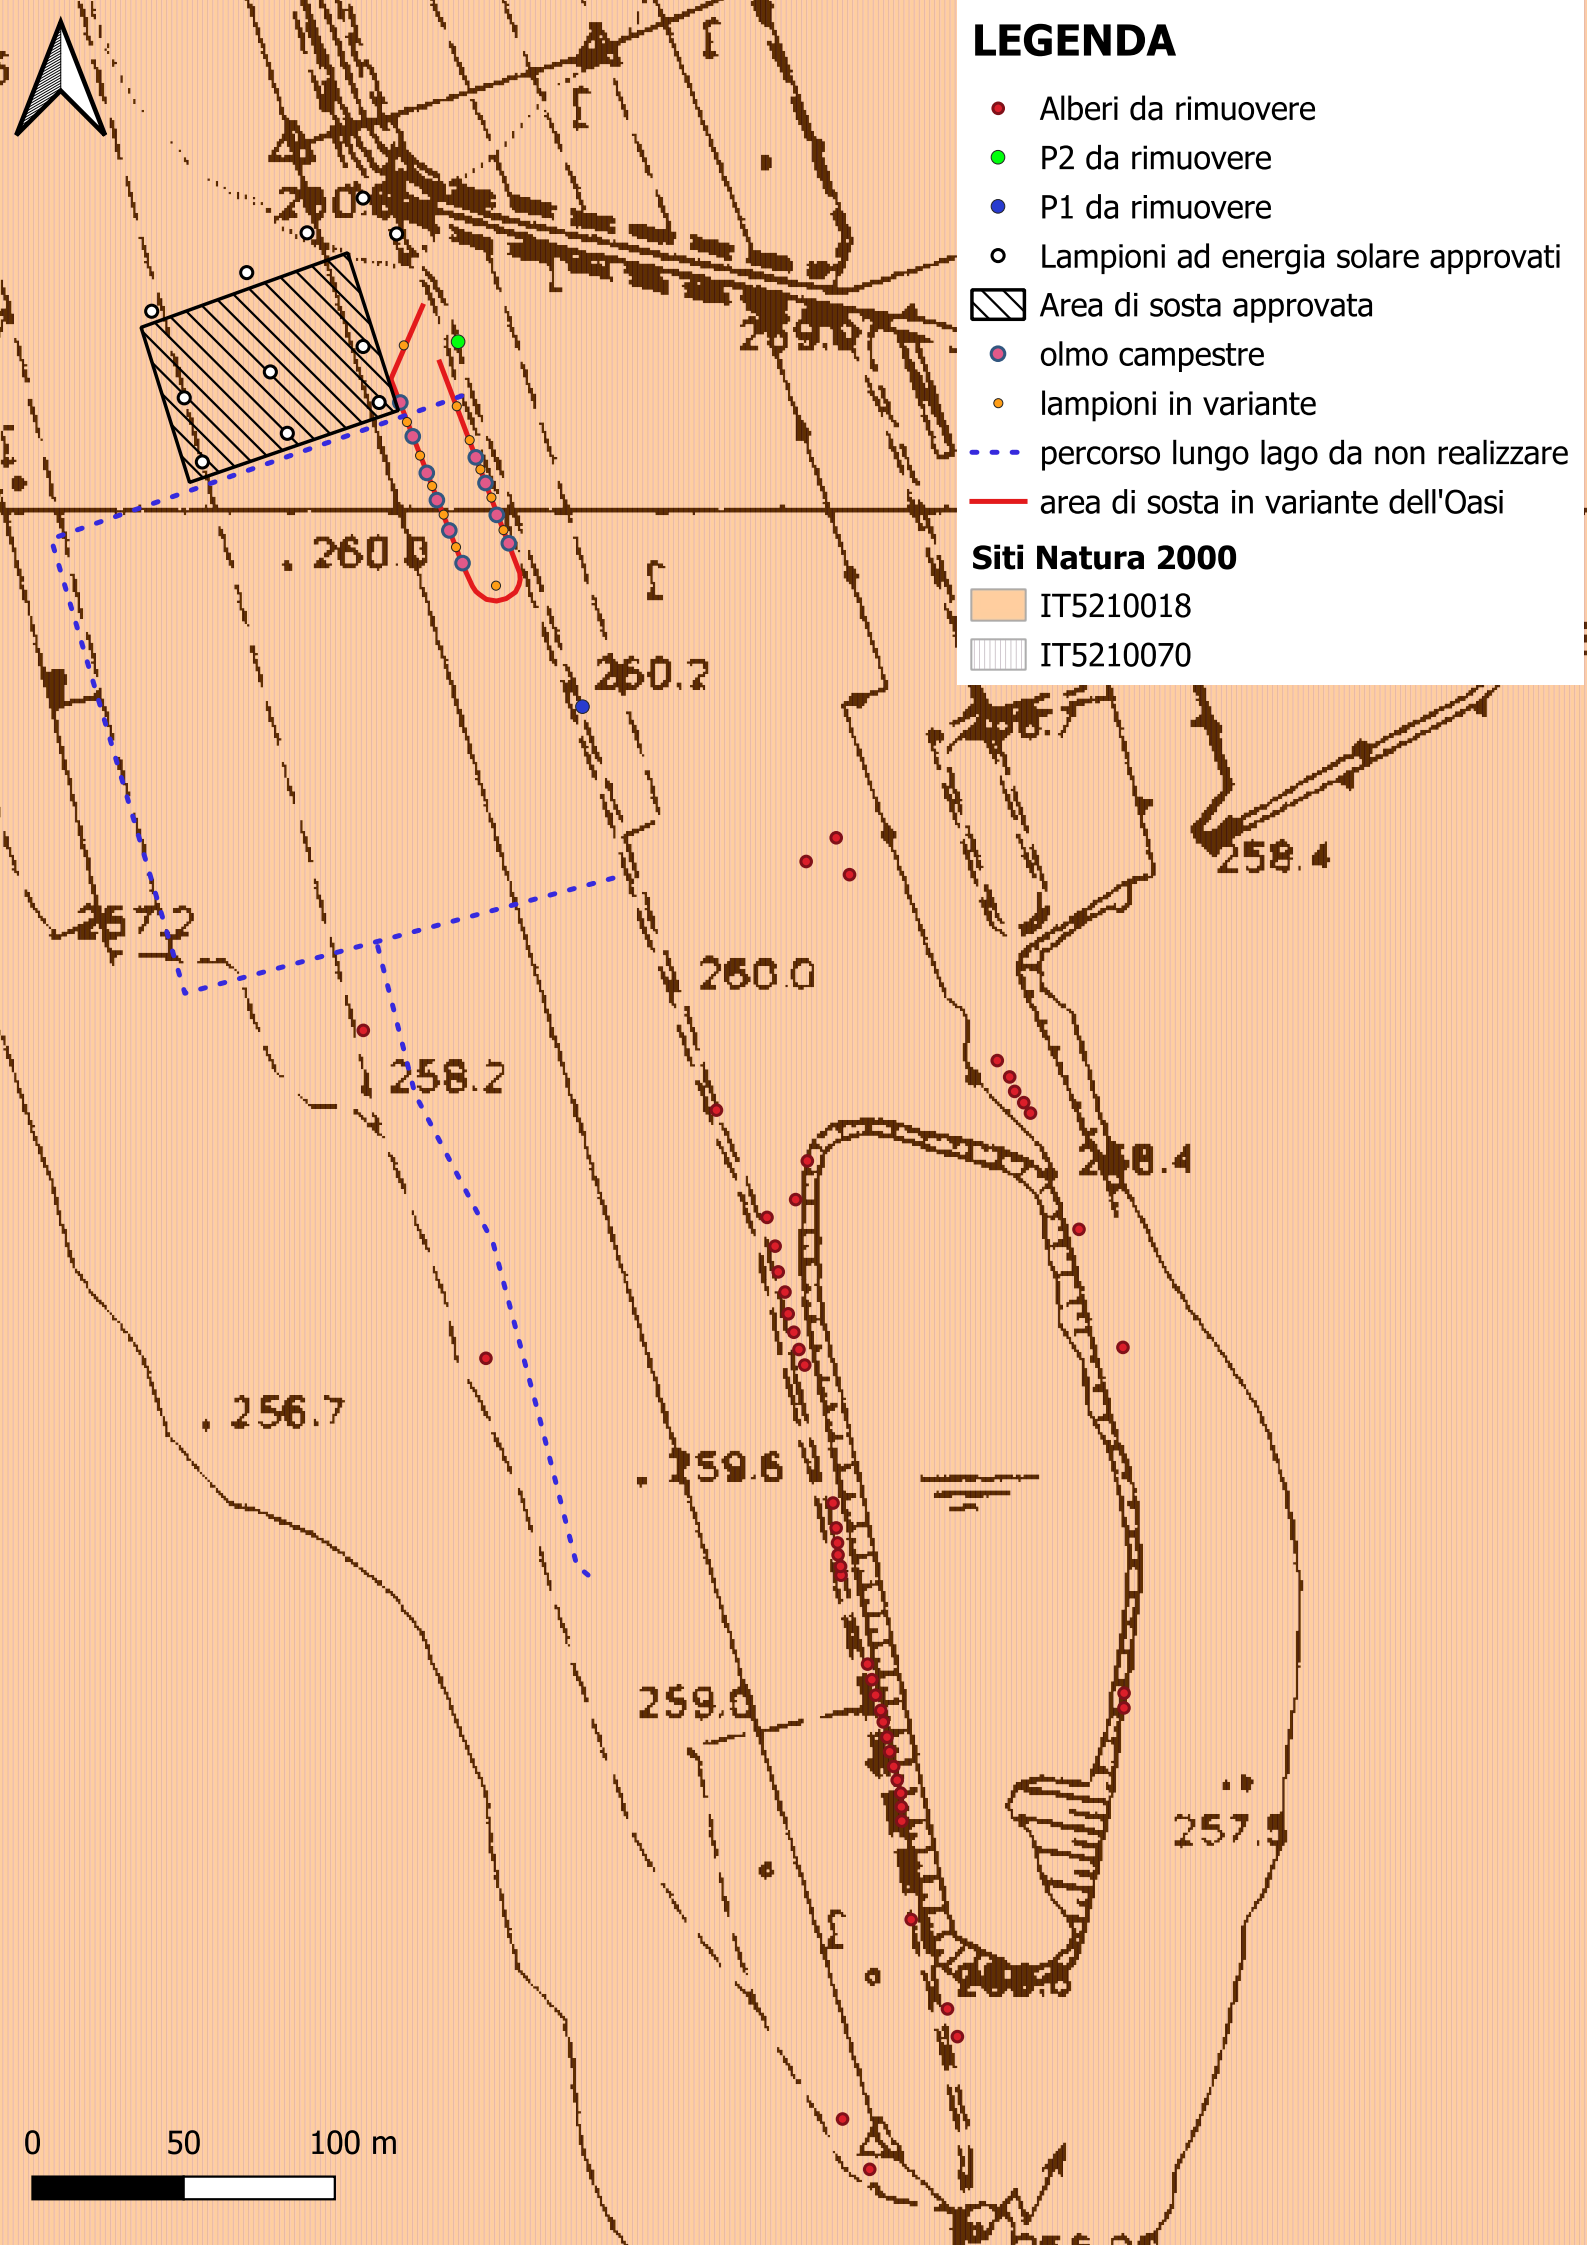 LEGENDA
Alberi da rimuovere
P2 da rimuovere
P1 da rimuovere
Lampioni ad energia solare approvati
Area di sosta approvata
olmo campestre
lampioni in variante
percorso lungo lago da non realizzare
area di sosta in variante dell'Oasi
Siti Natura 2000
IT5210018
IT5210070
260.0
260.2
258.4
257.2
260.0
258.2
258.4
256.7
259.6
259.0
257.5
0 50 100 m